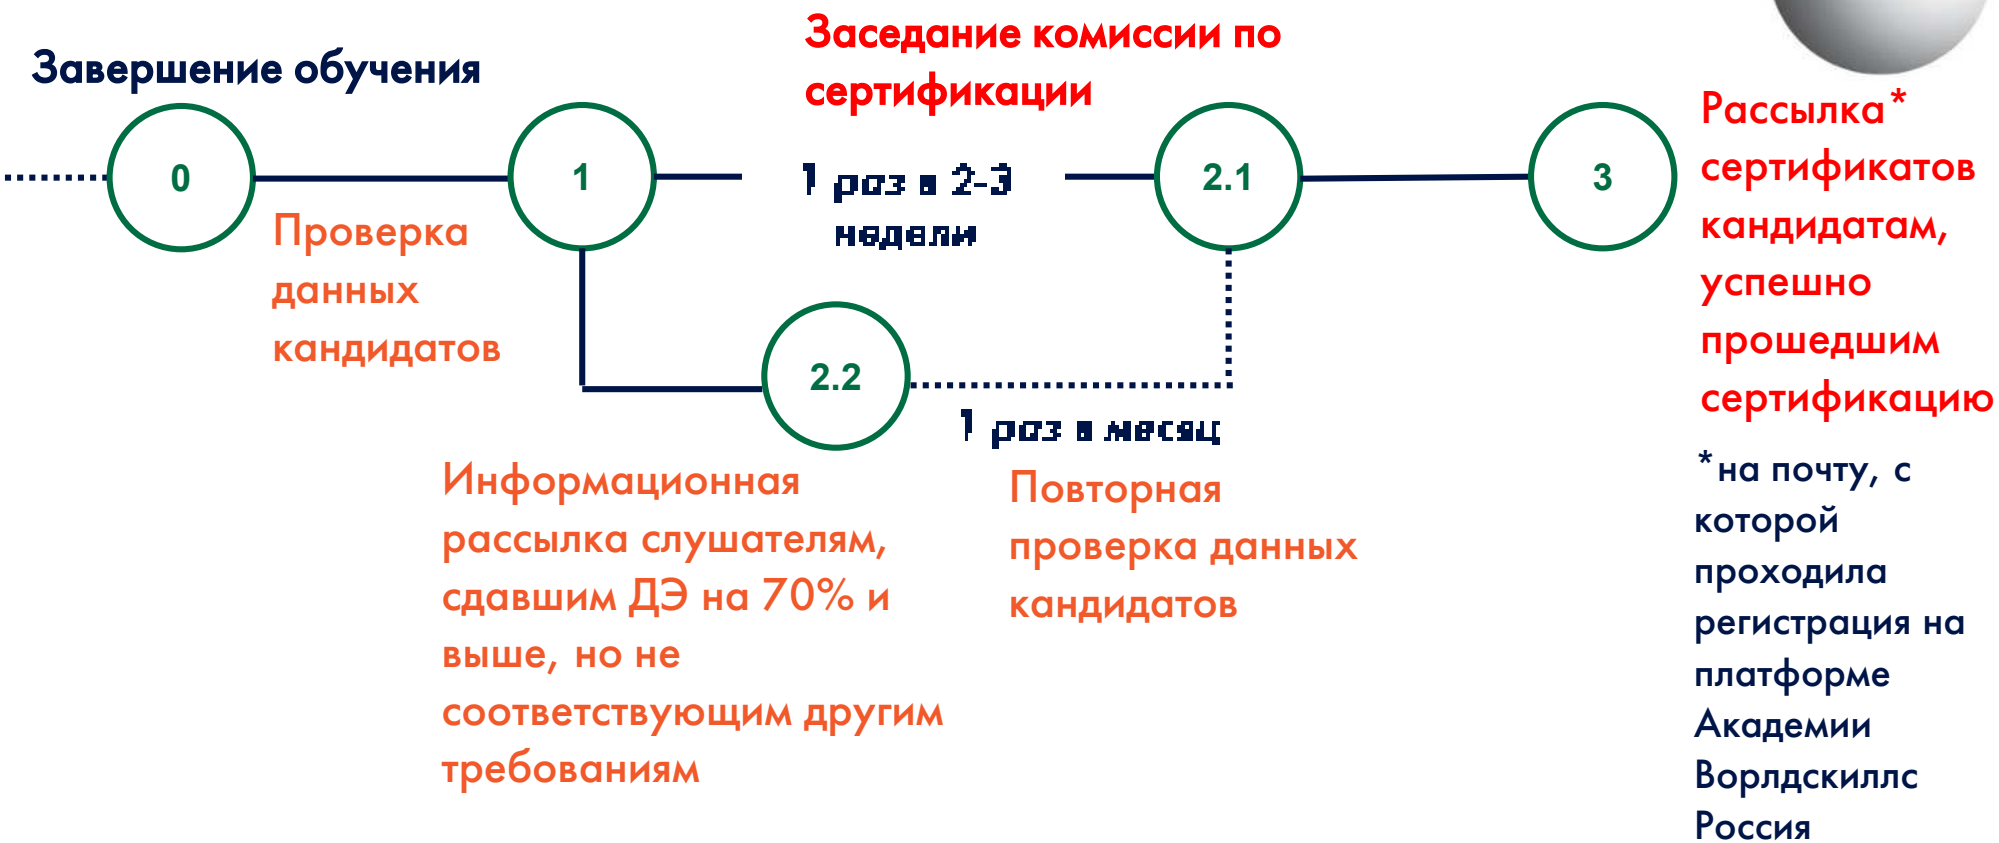 Завершение обучения
Заседание комиссии по
сертификации
0
1
1 раз в 2-3
недели
2.1
3
Проверка
данных
кандидатов
2.2
1 раз в месяц
Информационная
рассылка слушателям,
сдавшим ДЭ на 70% и
выше, но не
соответствующим другим
требованиям
Повторная
проверка данных
кандидатов
Рассылка*
сертификатов
кандидатам,
успешно
прошедшим
сертификацию
*на почту, с
которой
проходила
регистрация на
платформе
Академии
Ворлдскиллс
Россия